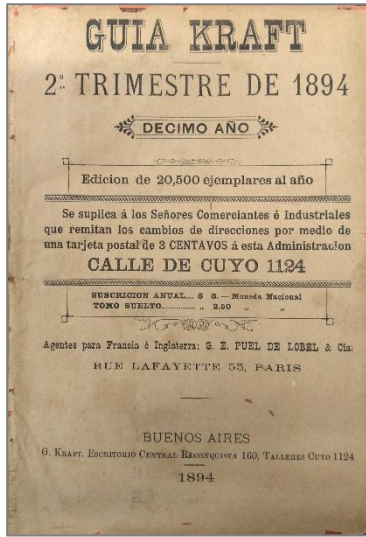 GUIA KRAFT
2º TRIMESTRE DE 1894
DECIMO AÑO
Edicion de 20,500 ejemplares al año
Se suplica á los Señores Comerciantes é Industriales
que remitan los cambios de direcciones por medio de
una tarjeta postal de 3 CENTAVOS á esta Administracion
CALLE DE CUYO 1124
SUSCRICION ANUAL.... $ 8.— Moneda Nacional
TOMO SUELTO.............. „ 2.50 „ „
Agentes para Francia é Inglaterra: G. E. PUEL DE LOBEL & Cia.
RUE LAFAYETTE 53, PARIS
BUENOS AIRES
G. KRAFT, ESCRITORIO CENTRAL RECONQUISTA 160, TALLERES CUYO 1124
1894